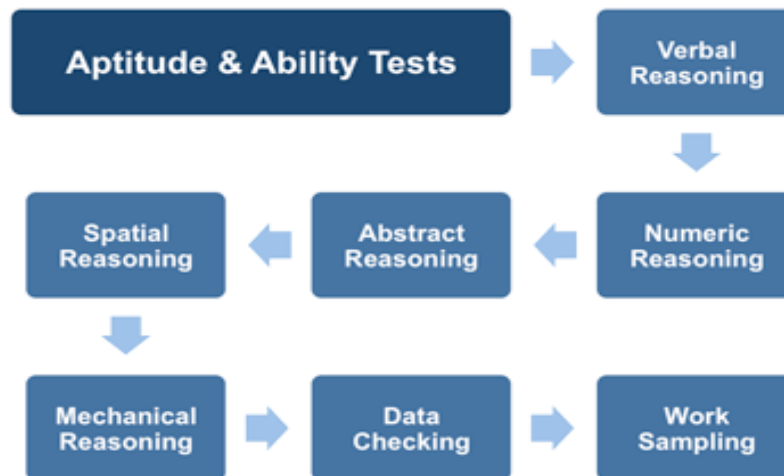 Aptitude & Ability Tests
Verbal
Reasoning
Numeric
Reasoning
Abstract
Reasoning
Spatial
Reasoning
Mechanical
Reasoning
Data
Checking
Work
Sampling